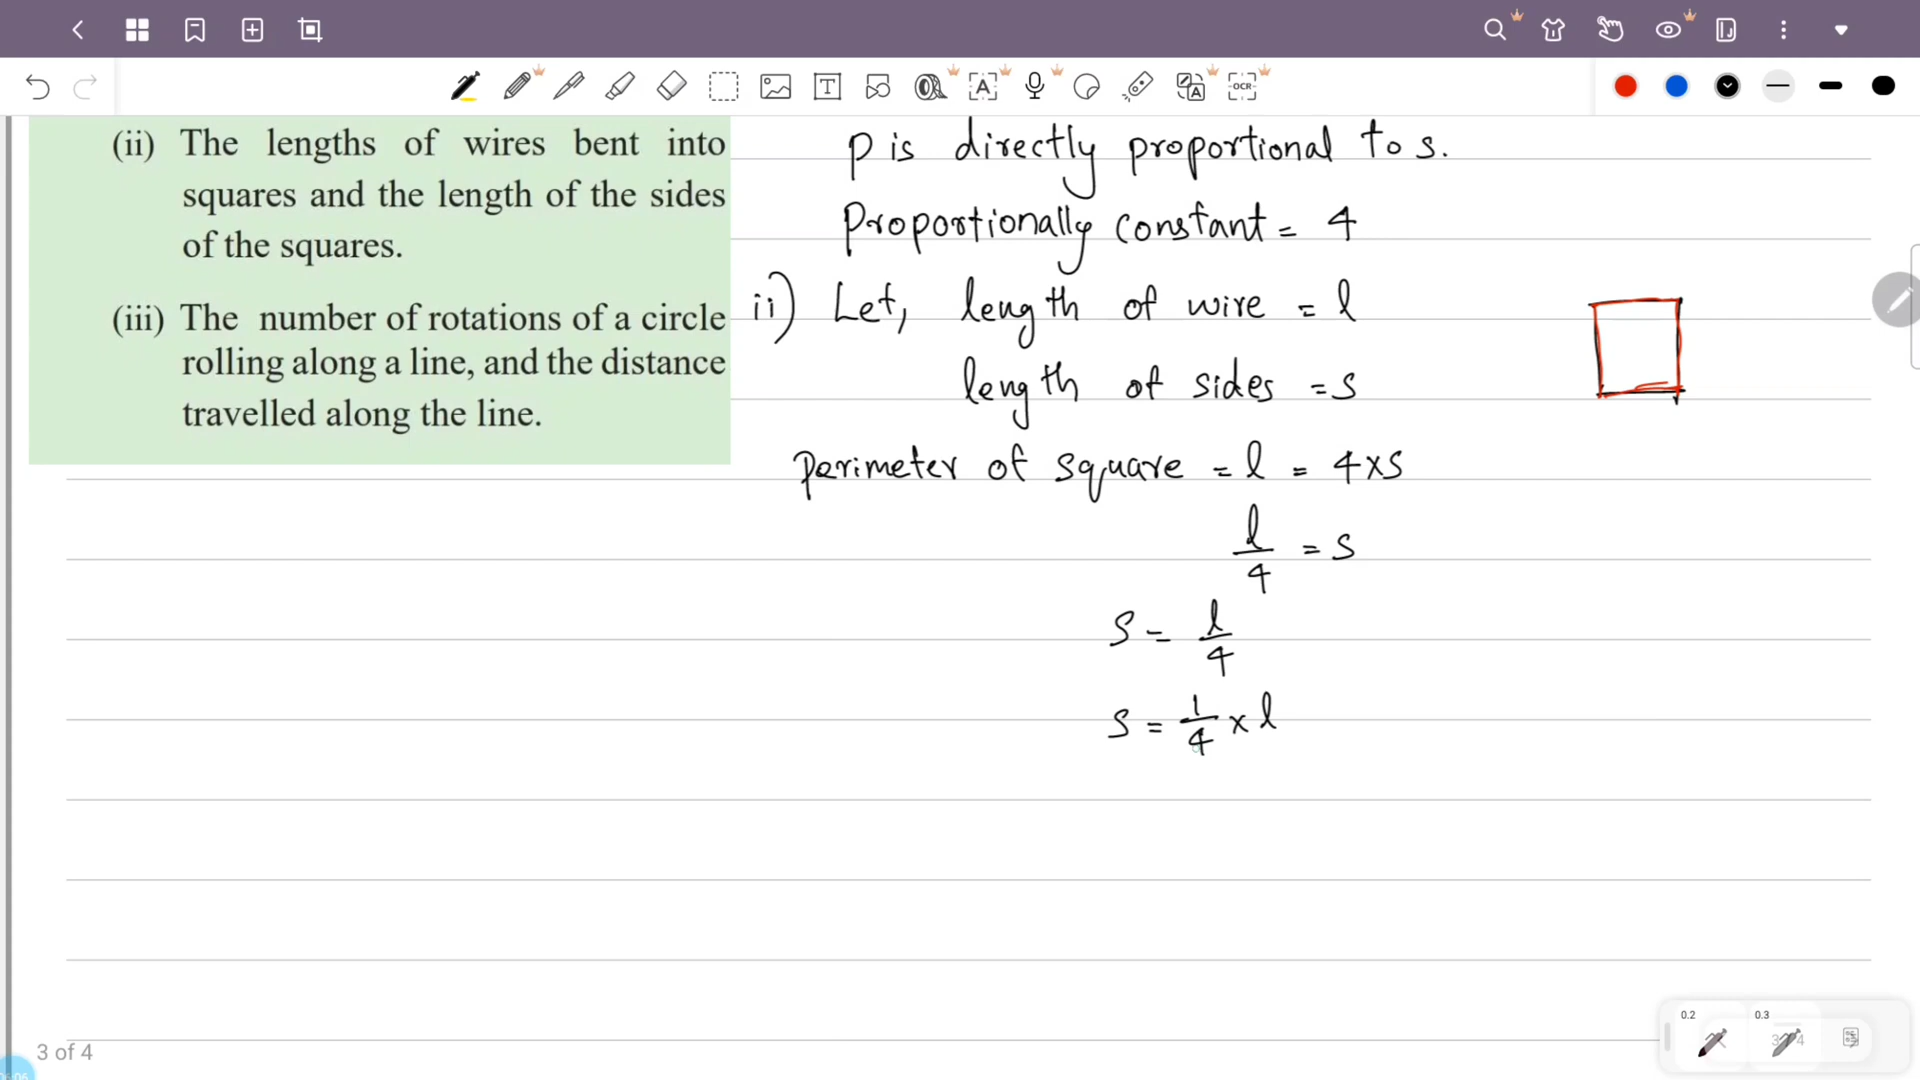 (ii) The lengths of wires bent into
squares and the length of the sides
of the squares.
(iii) The number of rotations of a circle
rolling along a line, and the distance
travelled along the line.
P is directly proportional to s.
Proportionally constant = 4
ii) Let, length of wire = l
length of sides = s
Perimeter of square = l = 4×s
l/4 = s
s = l/4
s = 1/4 × l
3 of 4
0.2
0.3